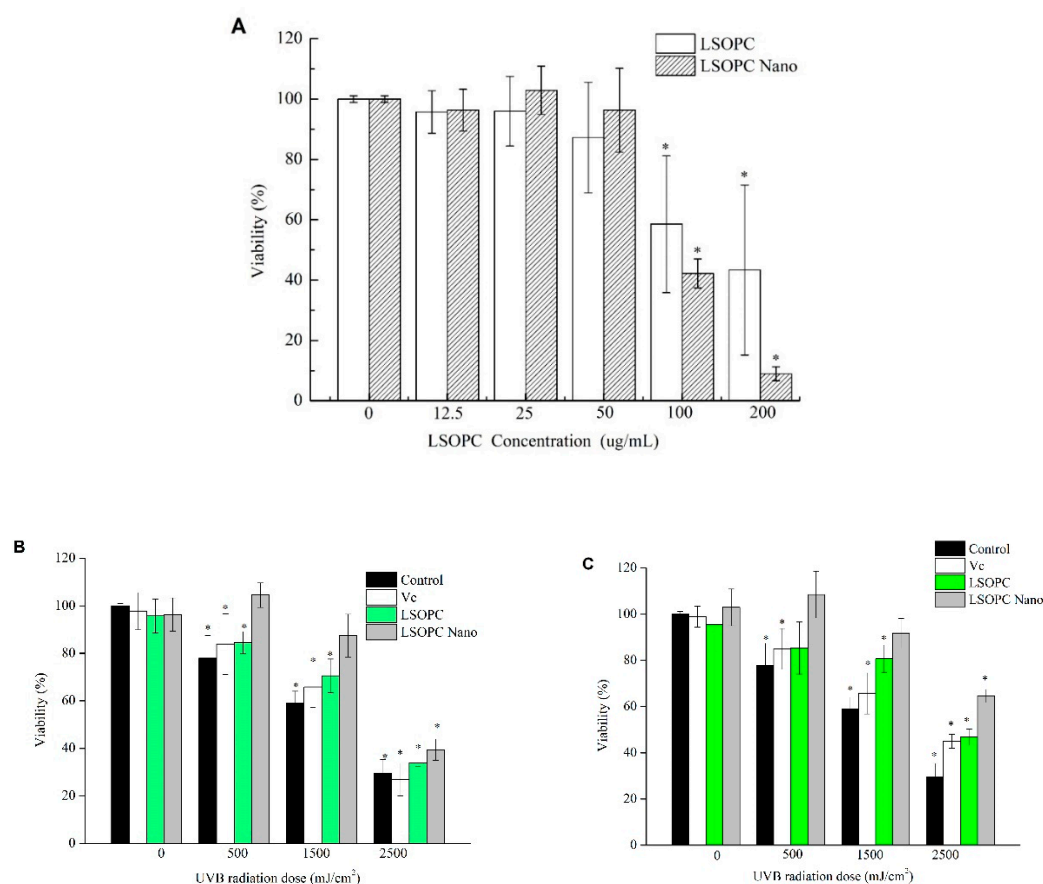 A
120
100
80
60
40
20
0
Viability (%)
LSOPC
LSOPC Nano
* * * *
0 12.5 25 50 100 200
LSOPC Concentration (ug/mL)
B
120
100
80
60
40
20
0
Viability (%)
Control
Vc
LSOPC
LSOPC Nano
* * * * * * * * * *
0 500 1500 2500
UVB radiation dose (mJ/cm²)
C
120
100
80
60
40
20
0
Viability (%)
Control
Vc
LSOPC
LSOPC Nano
* * * * * * * * *
0 500 1500 2500
UVB radiation dose (mJ/cm²)